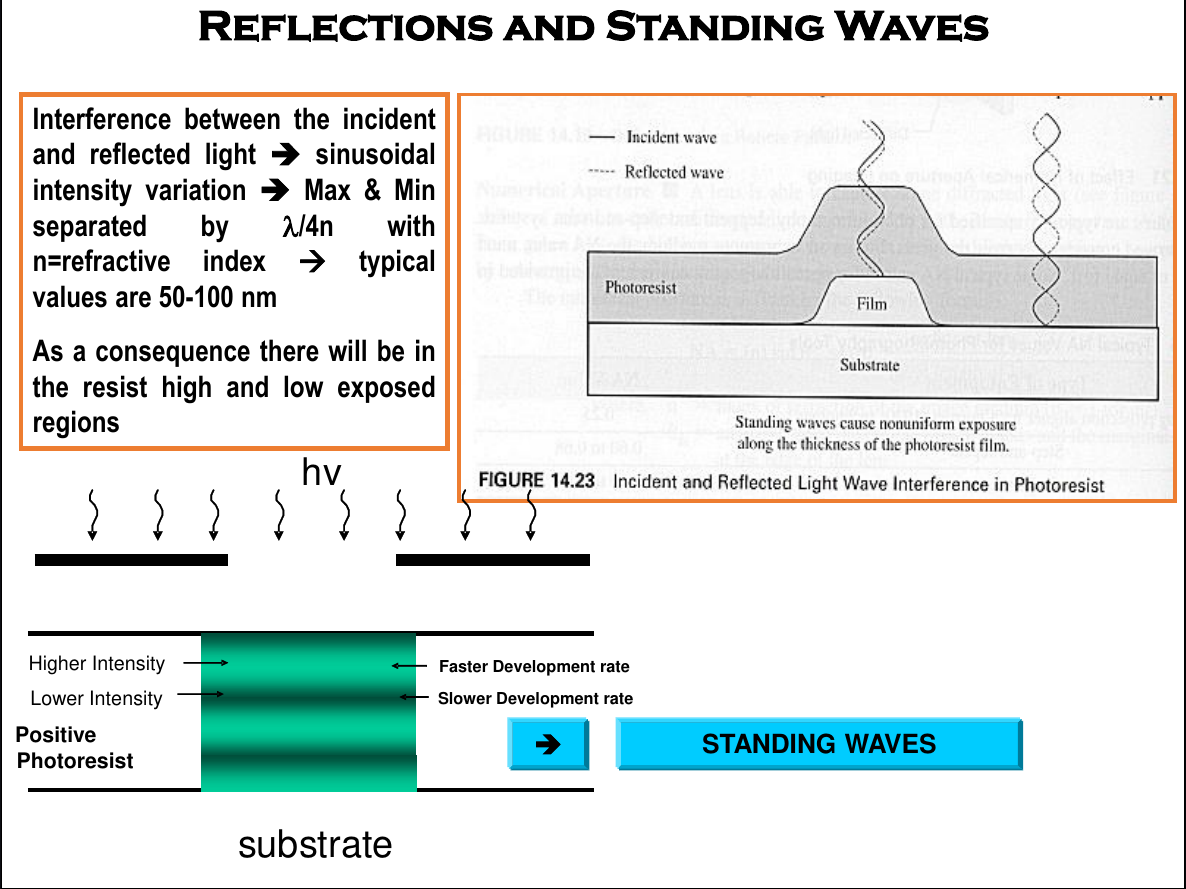 REFLECTIONS AND STANDING WAVES
Interference between the incident
and reflected light ➔ sinusoidal
intensity variation ➔ Max & Min
separated by λ/4n with
n=refractive index → typical
values are 50-100 nm
As a consequence there will be in
the resist high and low exposed
regions
Incident wave
Reflected wave
Photoresist
Film
Substrate
Standing waves cause nonuniform exposure
along the thickness of the photoresist film.
FIGURE 14.23 Incident and Reflected Light Wave Interference in Photoresist
hν
Higher Intensity
Faster Development rate
Lower Intensity
Slower Development rate
Positive
Photoresist
➔
STANDING WAVES
substrate